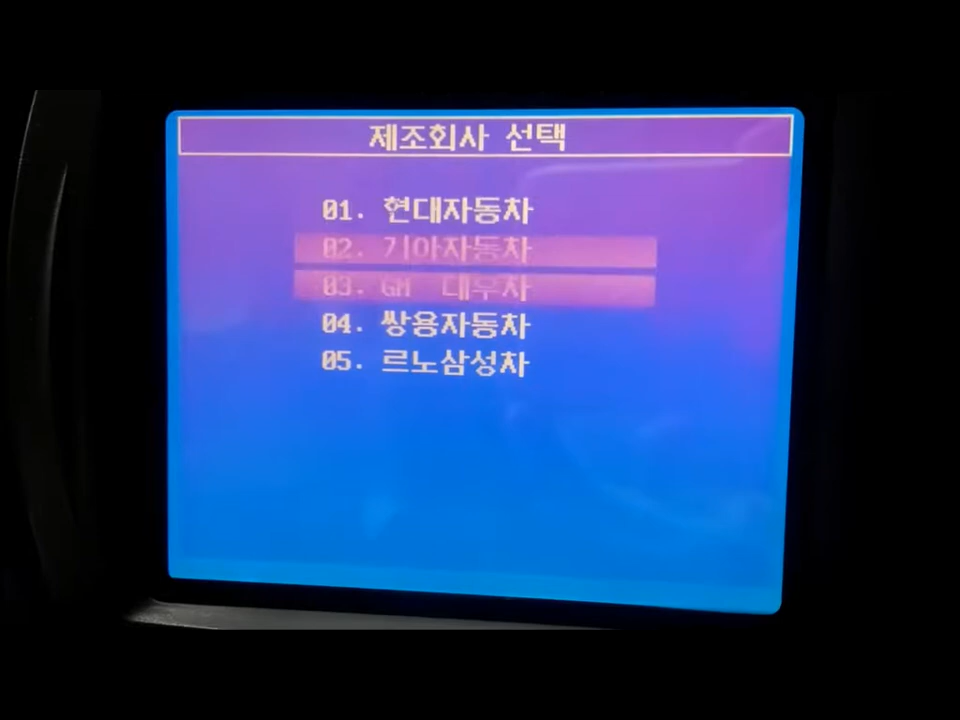 제조회사 선택
01. 현대자동차
02. 기아자동차
03. GM 대우차
04. 쌍용자동차
05. 르노삼성차